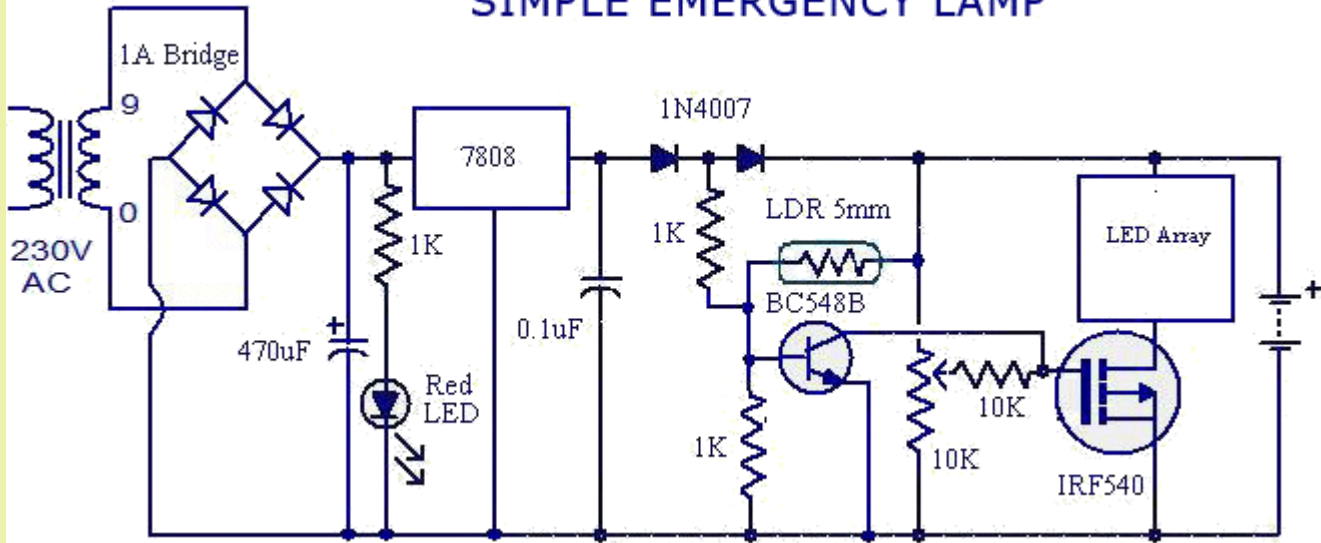 SIMPLE EMERGENCY LAMP
1A Bridge
9
0
230V
AC
470uF
+
1K
Red
LED
7808
0.1uF
1N4007
1K
LDR 5mm
BC548B
1K
10K
10K
LED Array
IRF540
+